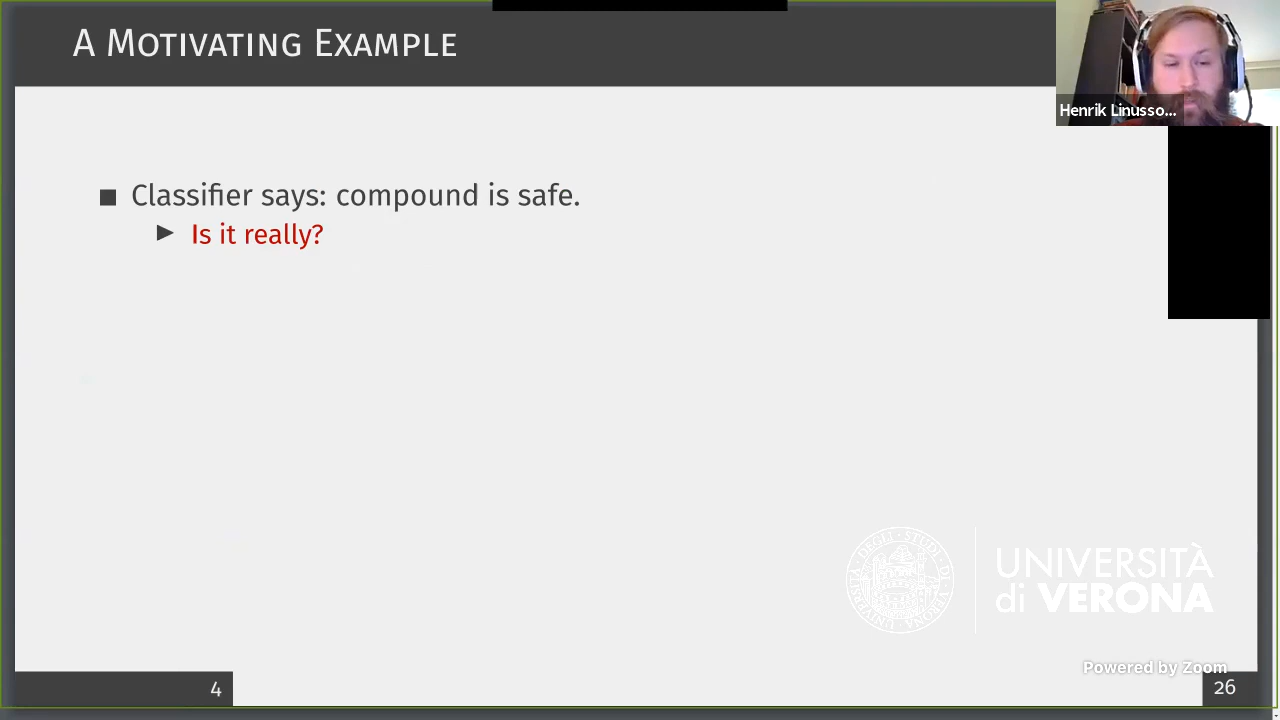 A Motivating Example
Henrik Linusso...
■ Classifier says: compound is safe.
► Is it really?
UNIVERSITÀ
di VERONA
Powered by Zoom
4
26